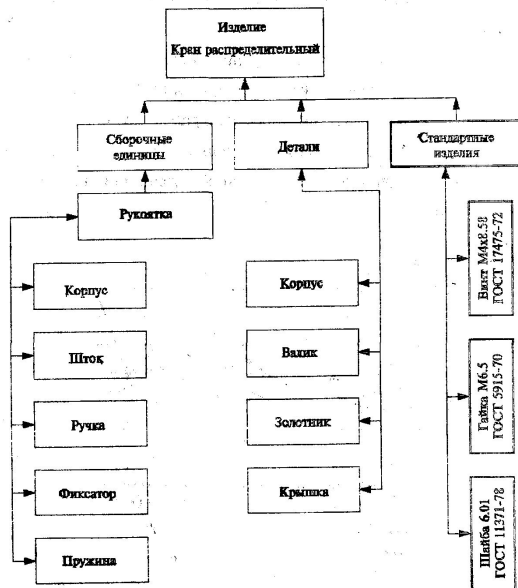 Изделие
Кран распределительный
Сборочные
единицы
Детали
Стандартные
изделия
Рукоятка
Корпус
Шток
Ручка
Фиксатор
Пружина
Корпус
Валик
Золотник
Крышка
Винт М4х8.58
ГОСТ 17475-72
Гайка М6.5
ГОСТ 5915-70
Шайба 6.01
ГОСТ 11371-78